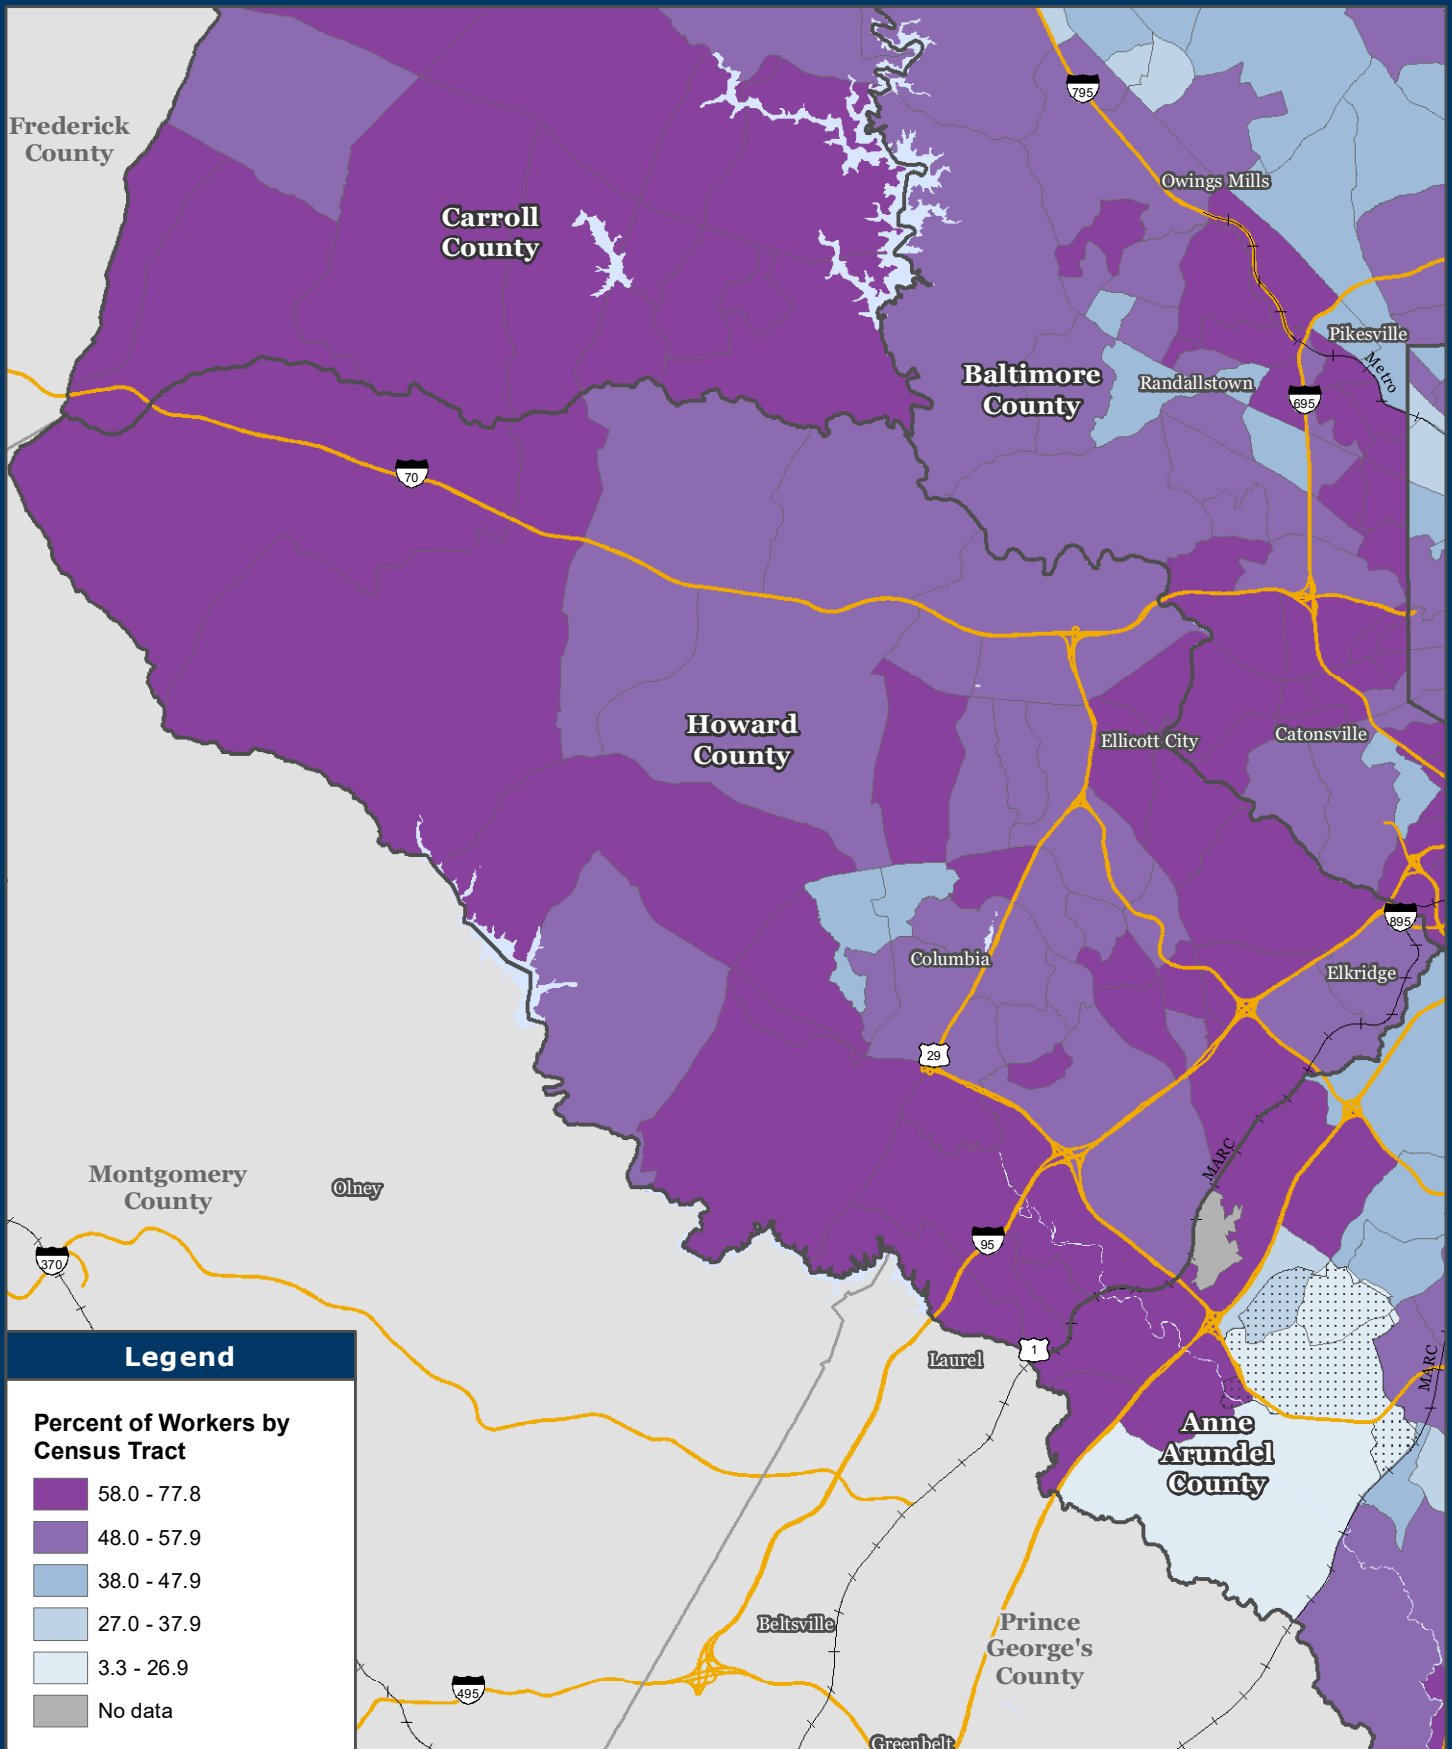 795
Frederick
County
Owings Mills
Carroll
County
Pikesville
Metro
Baltimore
County
Randallstown
695
70
Howard
County
Ellicott City
Catonsville
895
Columbia
Elkridge
29
MARC
Montgomery
County
Olney
95
370
1
Laurel
MARC
Anne
Arundel
County
Prince
George's
County
Beltsville
495
Greenbelt
Legend
Percent of Workers by
Census Tract
58.0 - 77.8
48.0 - 57.9
38.0 - 47.9
27.0 - 37.9
3.3 - 26.9
No data